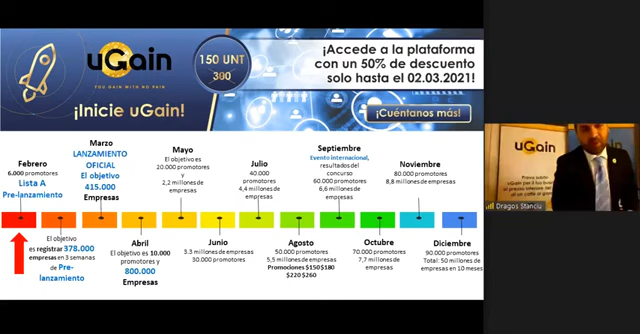 uGain
YOU GAIN WITH NO PAIN
¡Inicie uGain!
150 UNT
300
¡Accede a la plataforma
con un 50% de descuento
solo hasta el 02.03.2021!
¡Cuéntanos más!
Febrero
6,000 promotores
Lista A
Pre-lanzamiento
El objetivo
es registrar 378.000
empresas en 3 semanas
de Pre-
lanzamiento
Marzo
LANZAMIENTO
OFICIAL
El objetivo
415.000
Empresas
Abril
El objetivo es 10.000
promotores y
800.000
Empresas
Mayo
El objetivo es
20.000 promotores
y
2,2 millones de
empresas
Junio
3.3 millones de empresas
30.000 promotores
Julio
40.000
promotores
4,4 millones de
empresas
Agosto
50.000 promotores
5,5 millones de empresas
Promociones $150 $180
$220 $260
Septiembre
Evento internacional,
resultados del
concurso
60.000 promotores
6,6 millones de
empresas
Octubre
70.000 promotores
7,7 millones de
empresas
Noviembre
80.000 promotores
8,8 millones de empresas
Diciembre
90.000 promotores
Total: 50 millones de
empresas en 10 meses
uGain
uGain
Dragos Stanciu